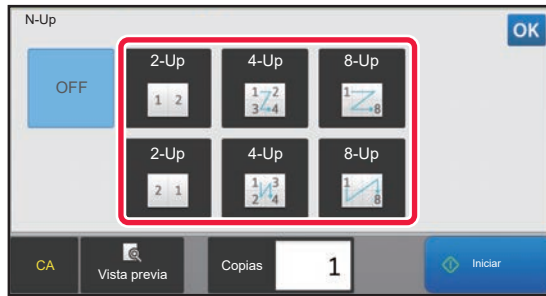 N-Up
OK
OFF
2-Up
1 2
4-Up
1 2
3 4
8-Up
1
8
2-Up
2 1
4-Up
1 3
2 4
8-Up
1
8
CA
Vista previa
Copias
1
Iniciar